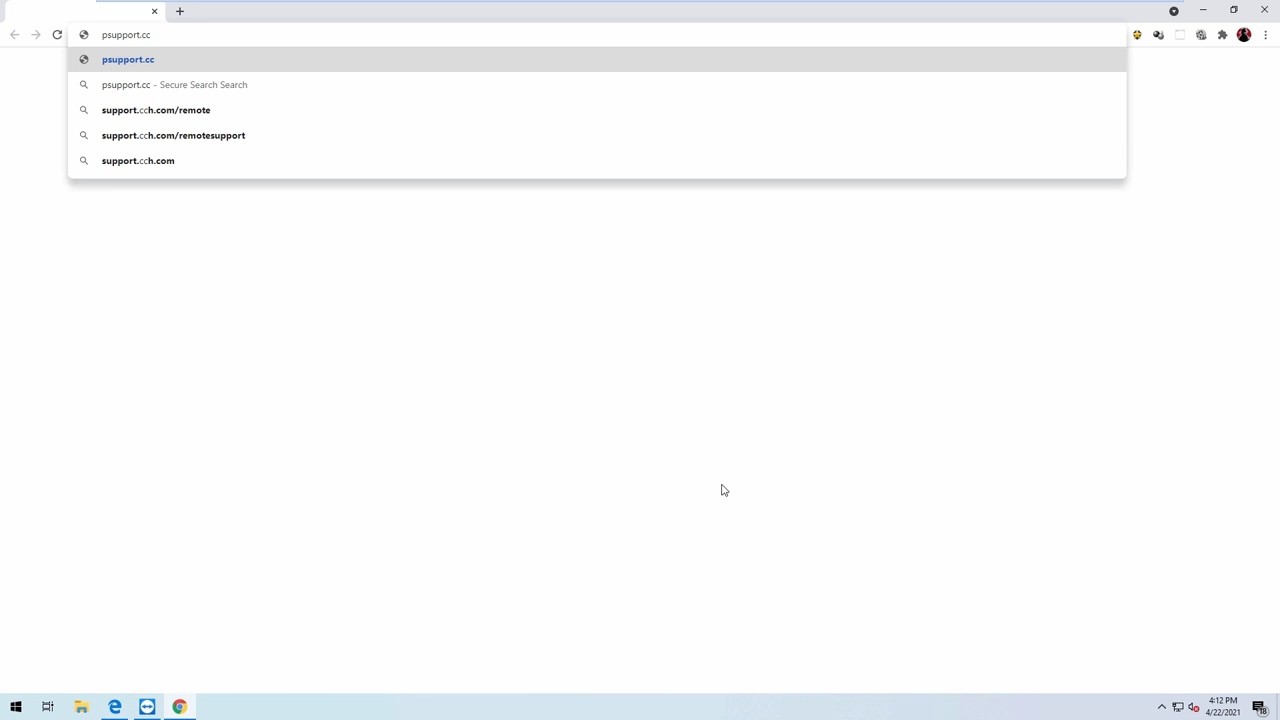 psupport.cc
psupport.cc
psupport.cc - Secure Search Search
support.cch.com/remote
support.cch.com/remotesupport
support.cch.com
4:12 PM
4/22/2021
18